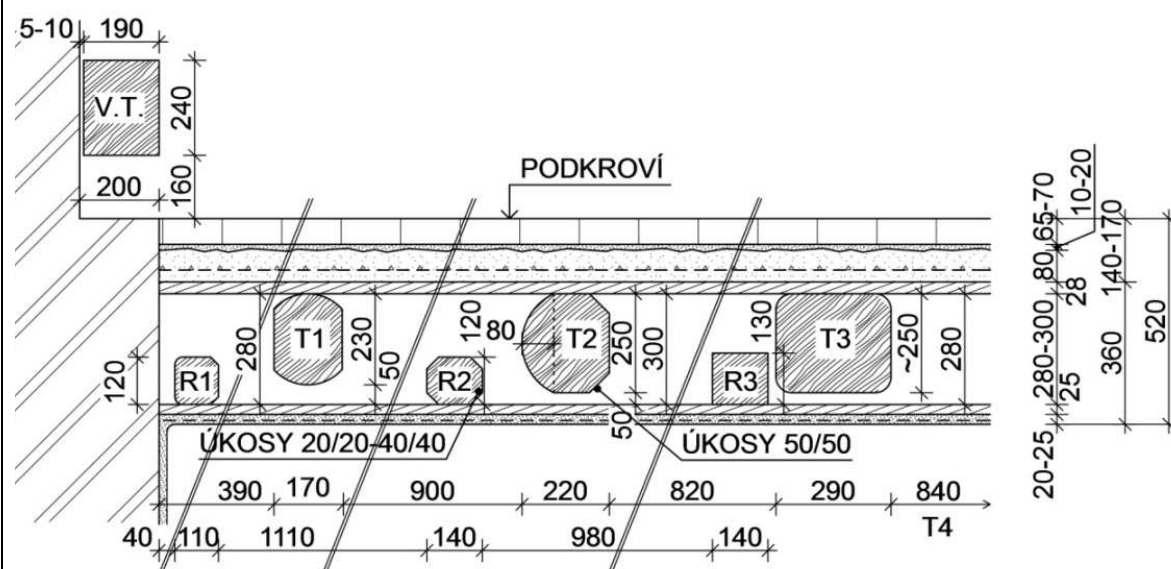 5-10 190
V.T.
240
200
160
PODKROVÍ
65-70
10-20
80
140-170
28
520
280-300
360
25
20-25
120
R1
280
T1
230
50
120
R2
80
T2
250
300
50
130
R3
T3
~250
280
ÚKOSY 20/20-40/40
ÚKOSY 50/50
390 170 900 220 820 290 840
T4
40 110 1110 140 980 140